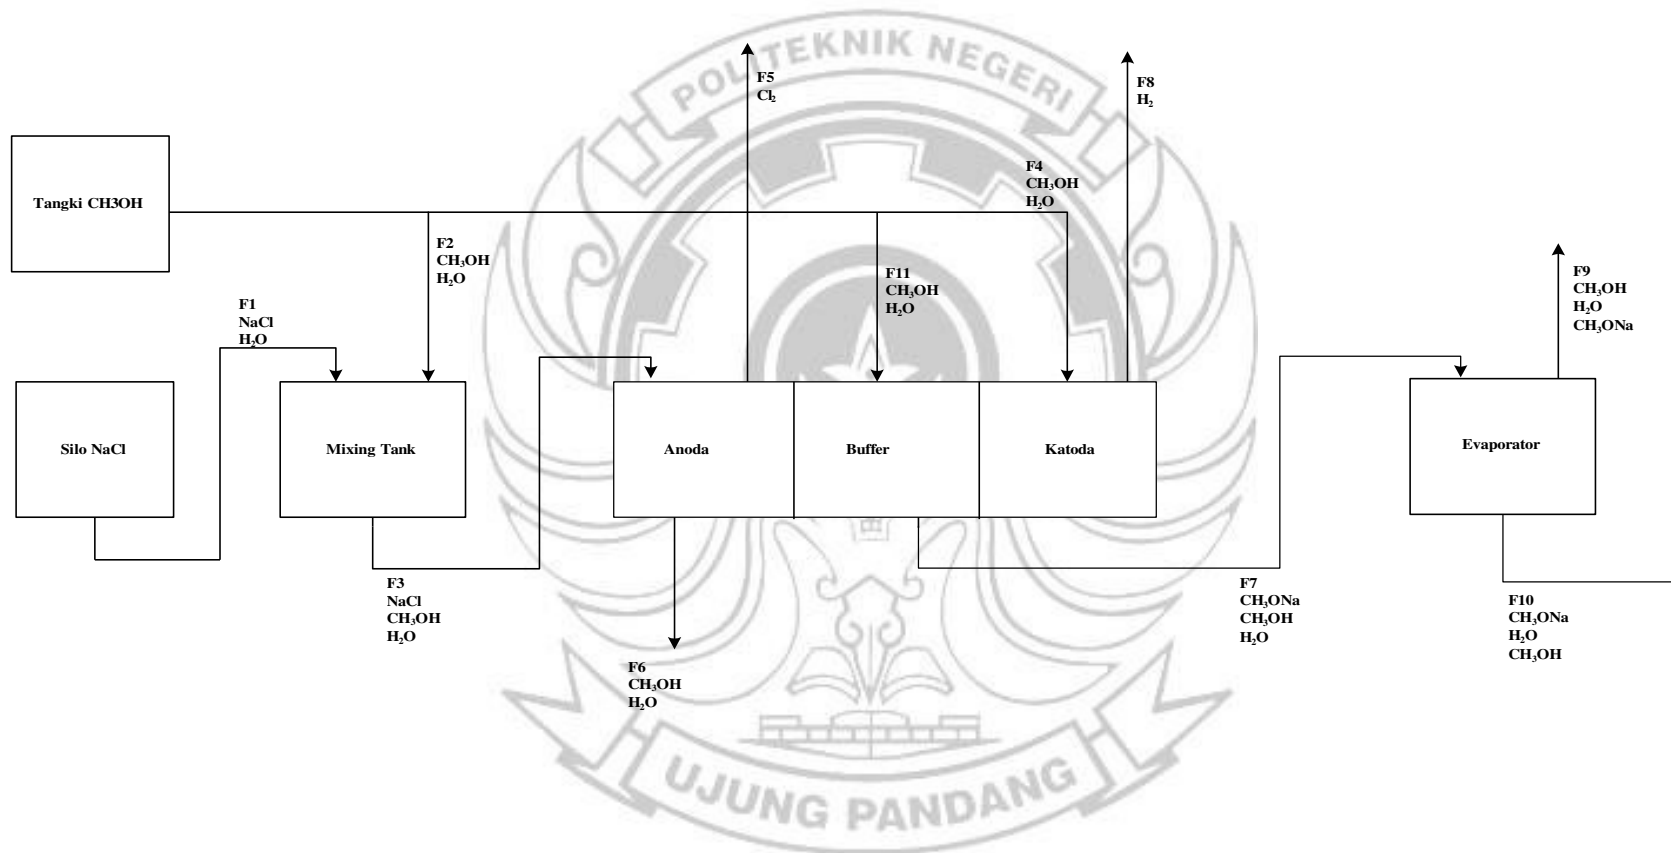 POLITEKNIK NEGERI
F5
Cl₂
F8
H₂
Tangki CH3OH
F4
CH₃OH
H₂O
F2
CH₃OH
H₂O
F11
CH₃OH
H₂O
F9
CH₃OH
H₂O
CH₃ONa
F1
NaCl
H₂O
Silo NaCl
Mixing Tank
Anoda
Buffer
Katoda
Evaporator
F3
NaCl
CH₃OH
H₂O
F7
CH₃ONa
CH₃OH
H₂O
F10
CH₃ONa
H₂O
CH₃OH
F6
CH₃OH
H₂O
UJUNG PANDANG